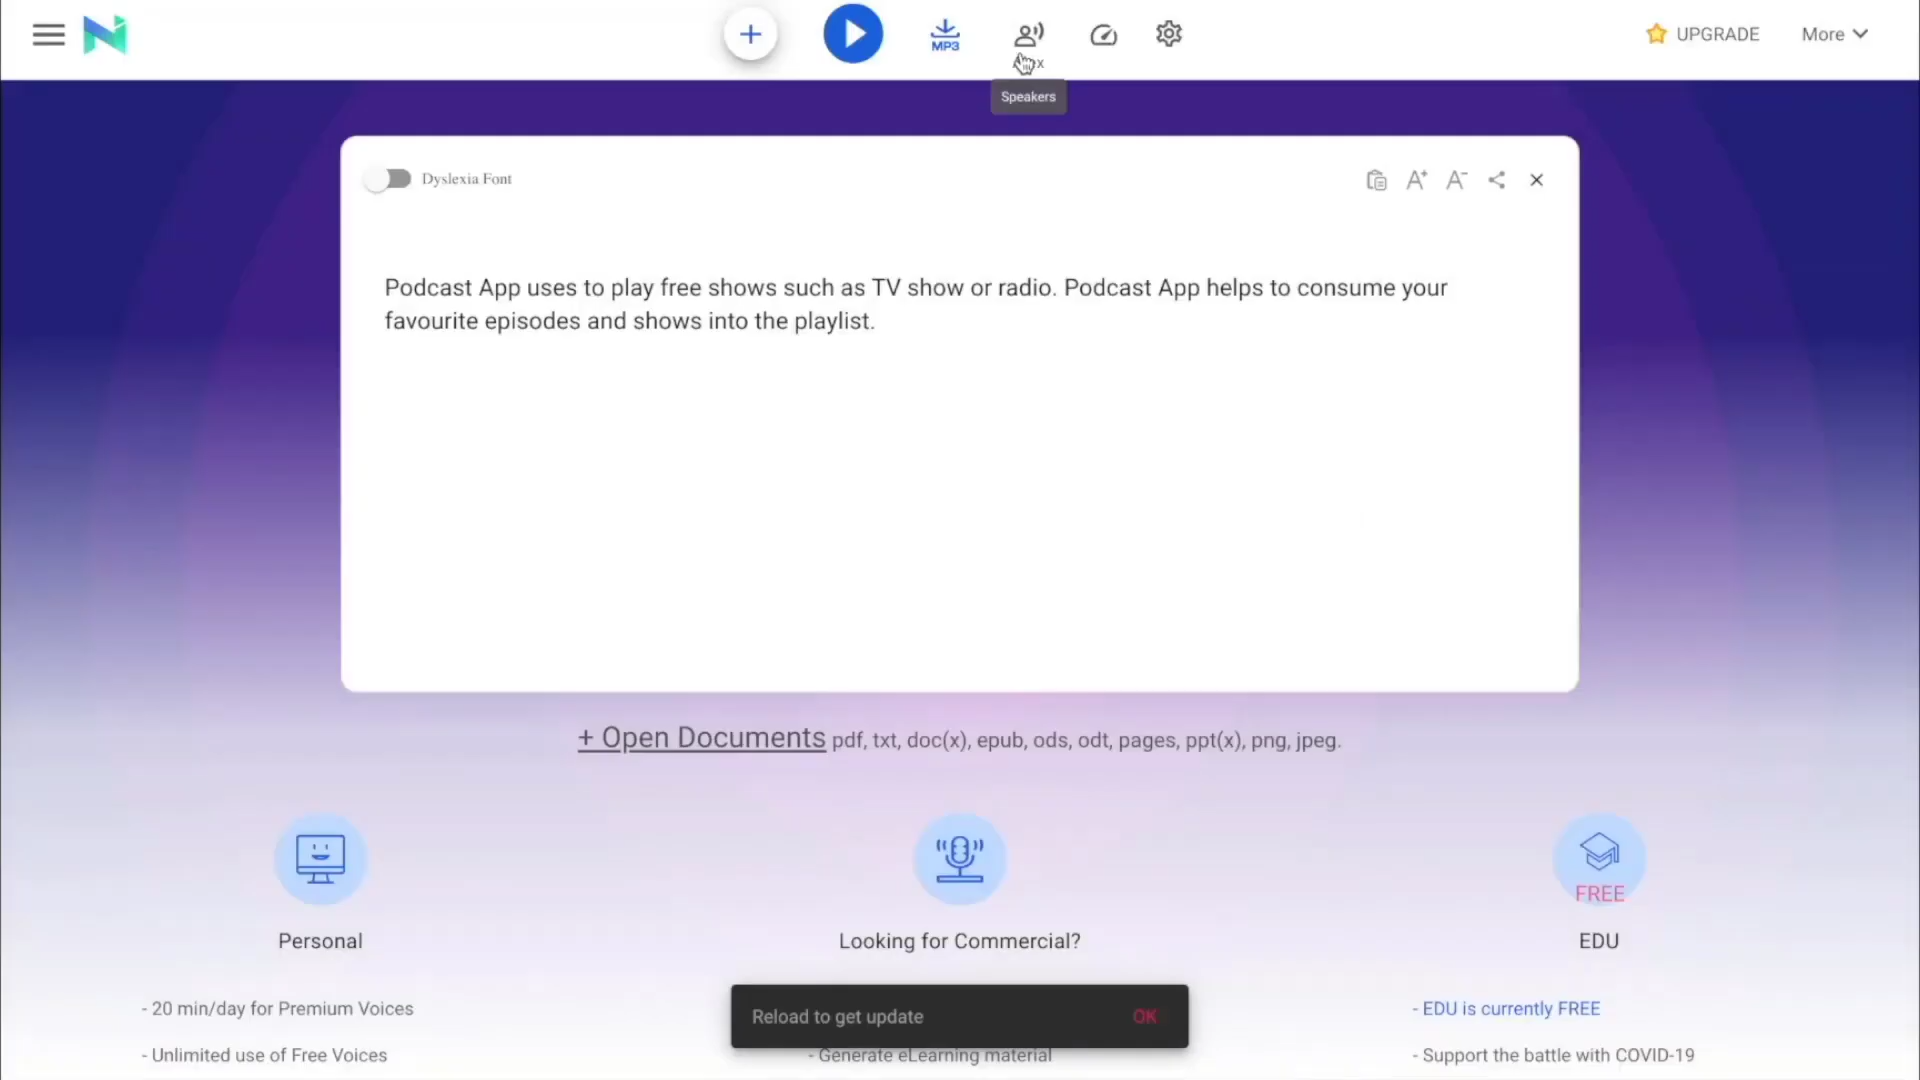 MP3
UPGRADE
More
Speakers
Dyslexia Font
A+
A-
Podcast App uses to play free shows such as TV show or radio. Podcast App helps to consume your
favourite episodes and shows into the playlist.
+ Open Documents pdf, txt, doc(x), epub, ods, odt, pages, ppt(x), png, jpeg.
FREE
Personal
Looking for Commercial?
EDU
- 20 min/day for Premium Voices
- EDU is currently FREE
Reload to get update
OK
- Unlimited use of Free Voices
- Generate eLearning material
- Support the battle with COVID-19